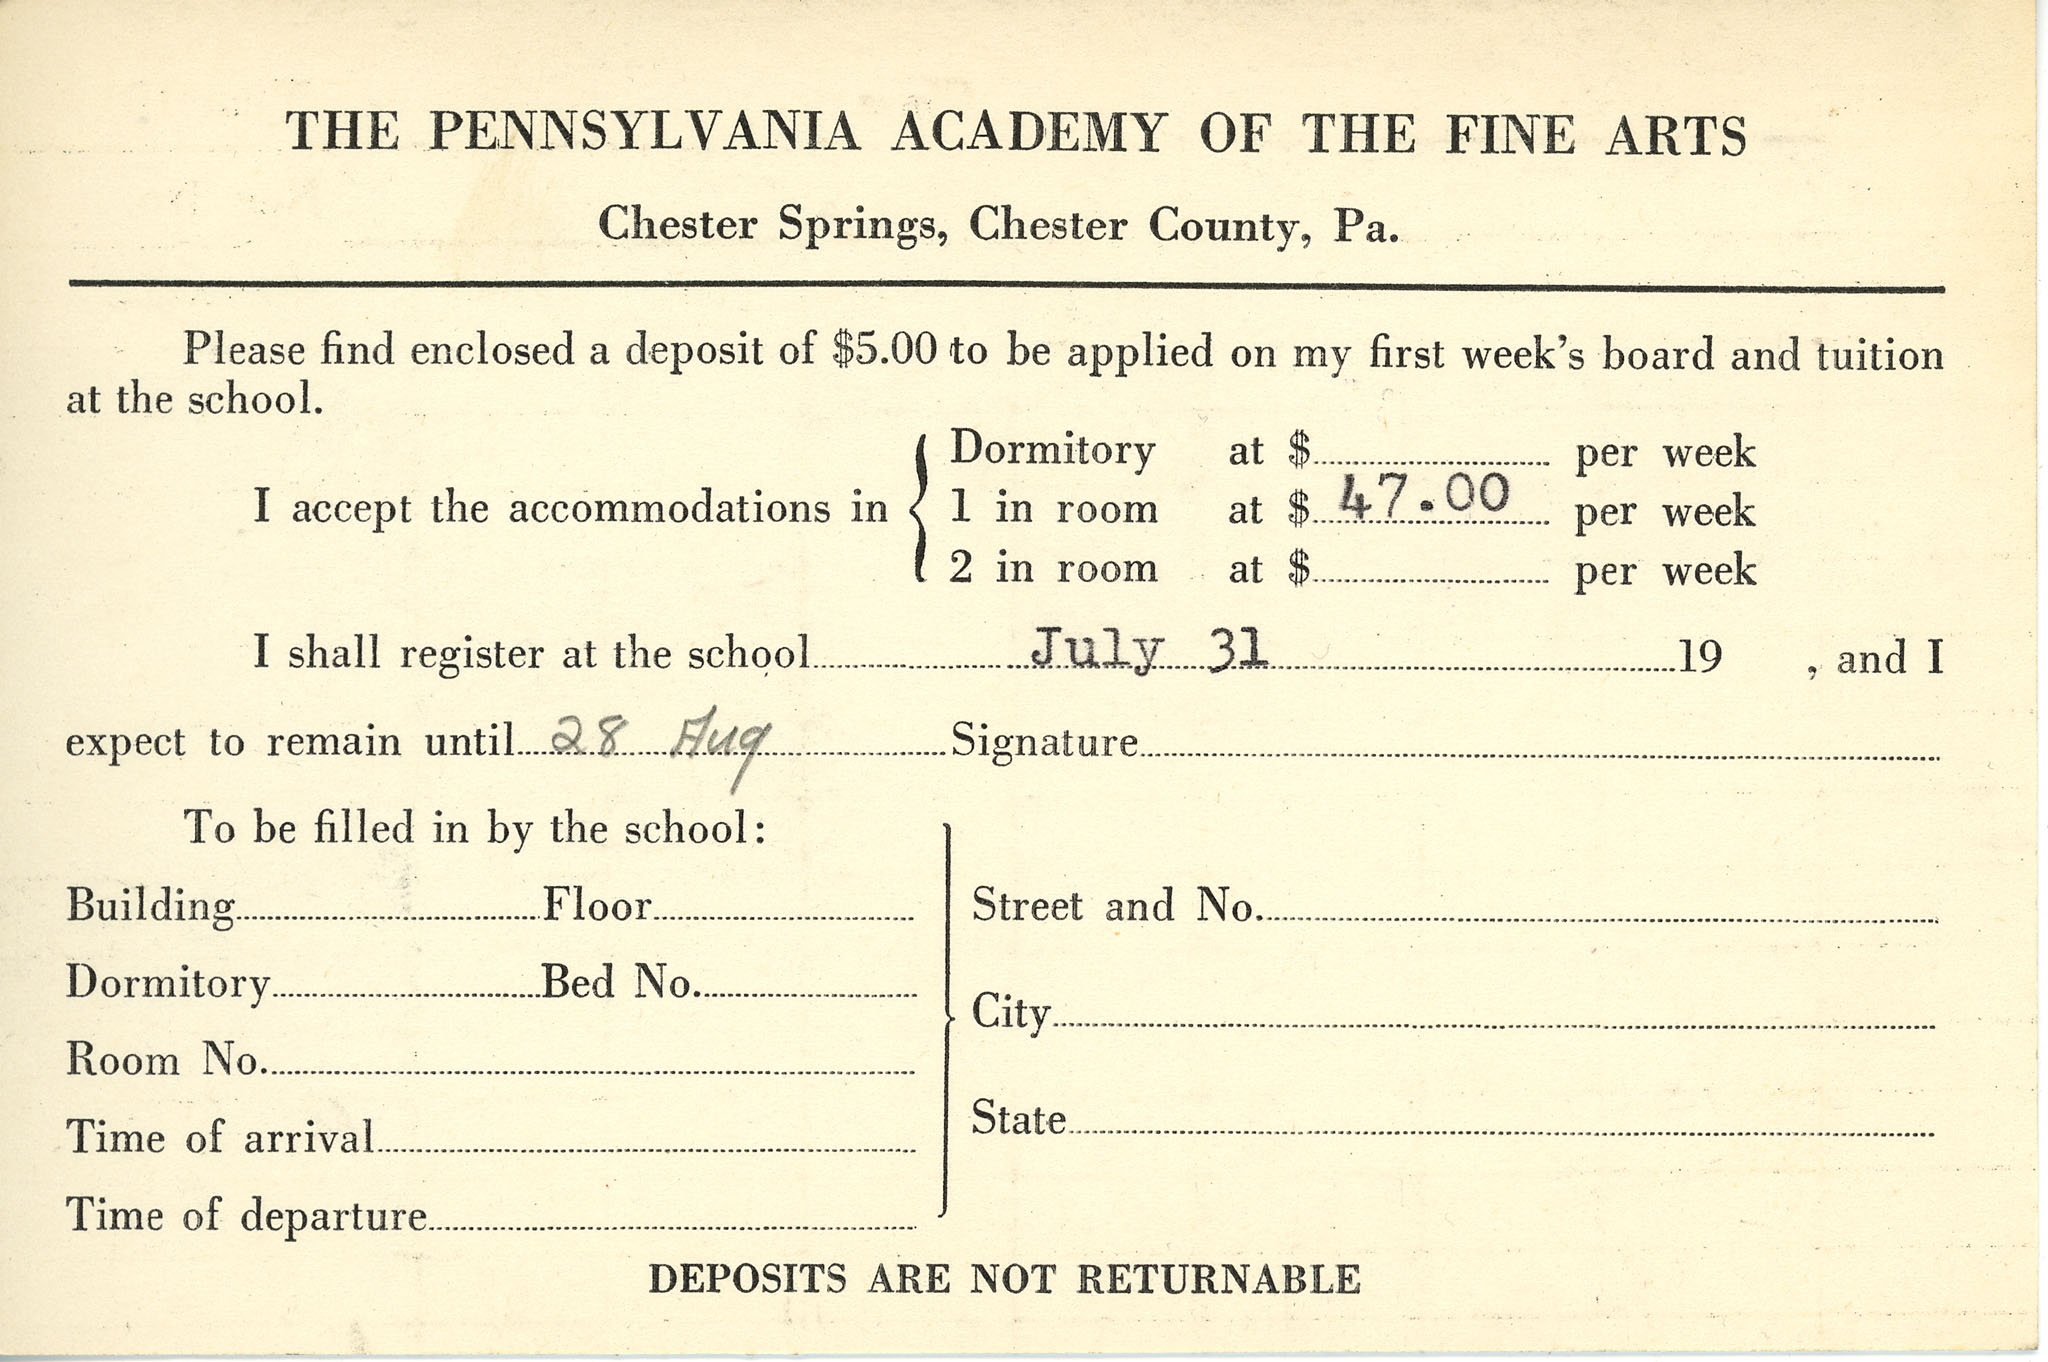 THE PENNSYLVANIA ACADEMY OF THE FINE ARTS
Chester Springs, Chester County, Pa.
Please find enclosed a deposit of $5.00 to be applied on my first week's board and tuition
at the school.
Dormitory at $ per week
I accept the accommodations in 1 in room at $ 47.00 per week
2 in room at $ per week
I shall register at the school July 31 19 , and I
expect to remain until 28 Aug Signature
To be filled in by the school:
Building Floor
Dormitory Bed No.
Room No.
Time of arrival
Time of departure
Street and No.
City
State
DEPOSITS ARE NOT RETURNABLE